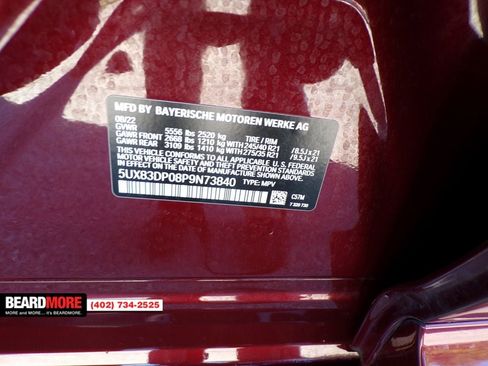 MFD BY BAYERISCHE MOTOREN WERKE AG
08/22 TIRE / RIM
GVWR 5556 lbs 2520 kg
GAWR FRONT 2668 lbs 1210 kg WITH 245/40 R21 /8.5J x 21
GAWR REAR 3109 lbs 1410 kg WITH 275/35 R21 /9.5J x 21
THIS VEHICLE CONFORMS TO ALL APPLICABLE U. S. FEDERAL
MOTOR VEHICLE SAFETY AND THEFT PREVENTION STANDARDS
IN EFFECT ON THE DATE OF MANUFACTURE SHOWN ABOVE.
5UX83DP08P9N73840 TYPE: MPV
C57M
BEARDMORE (402) 734-2525
MORE and MORE... it's BEARDMORE.